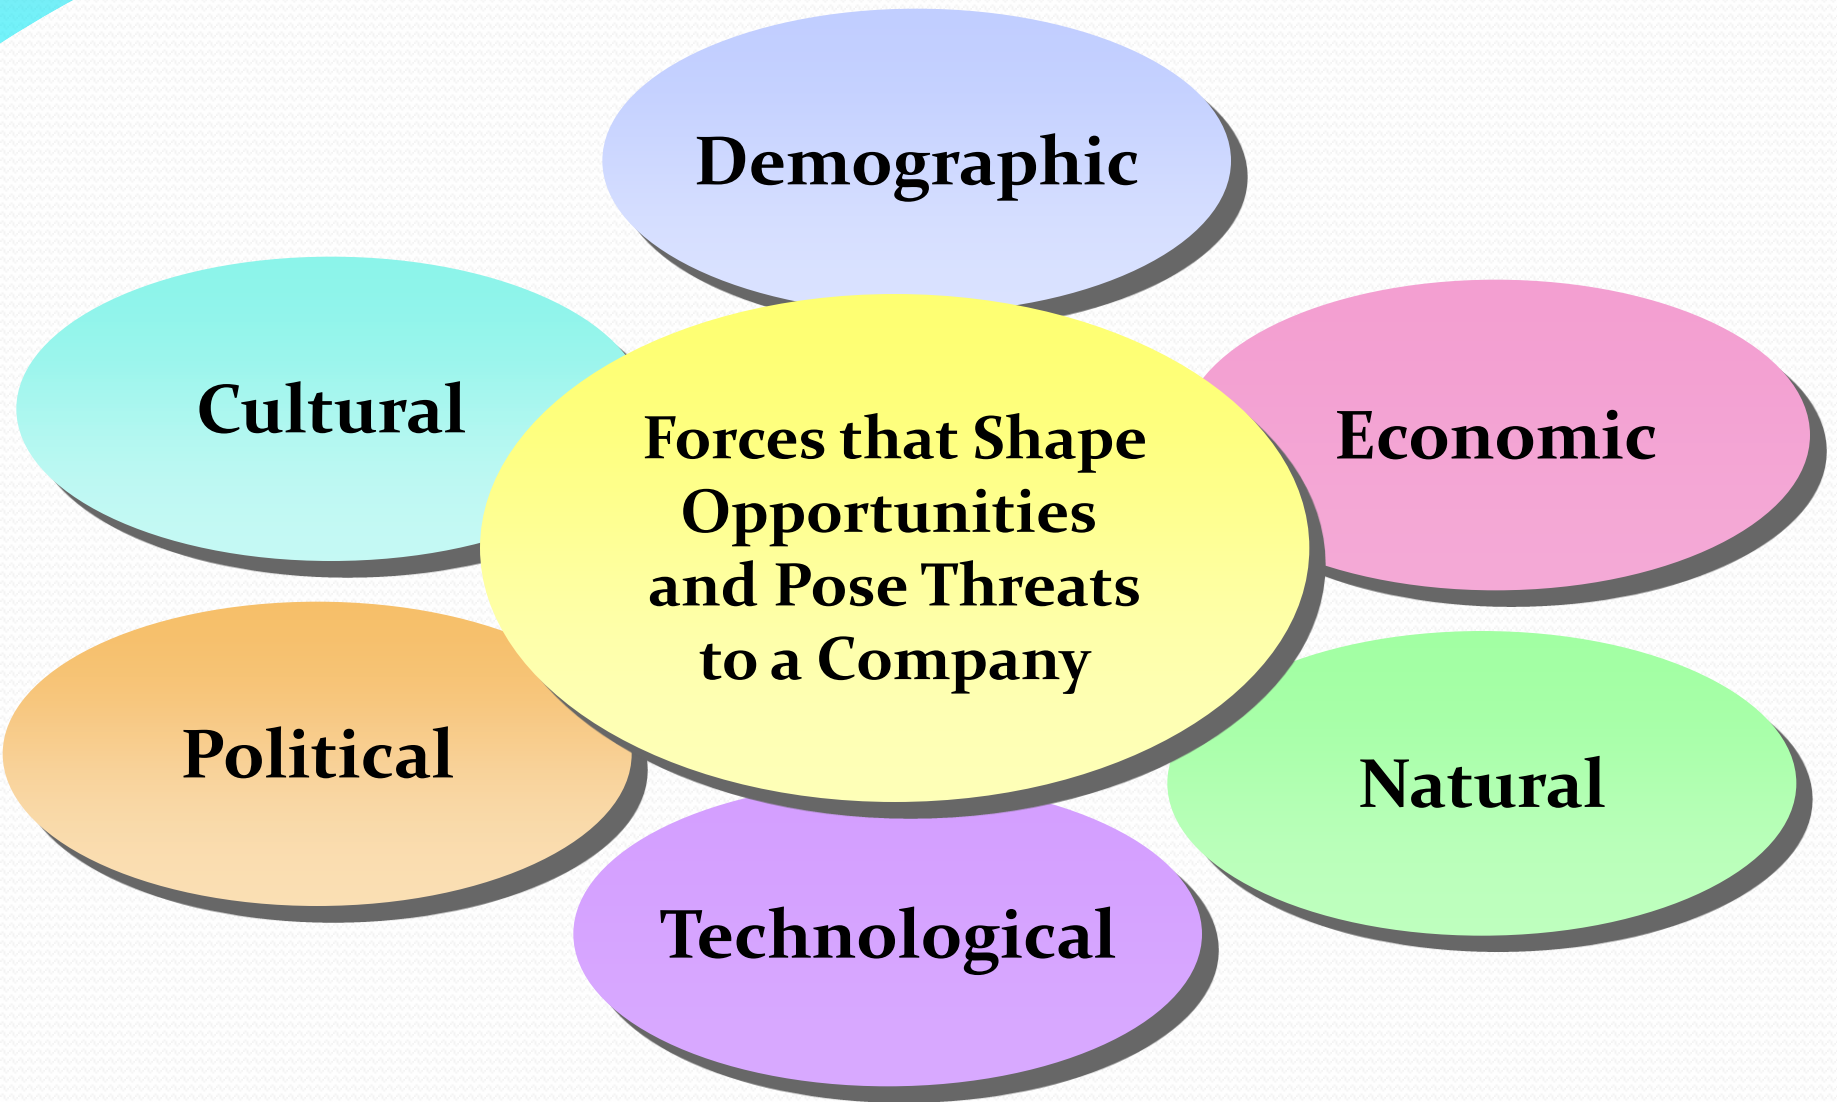 Demographic
Cultural
Economic
Forces that Shape
Opportunities
and Pose Threats
to a Company
Political
Natural
Technological